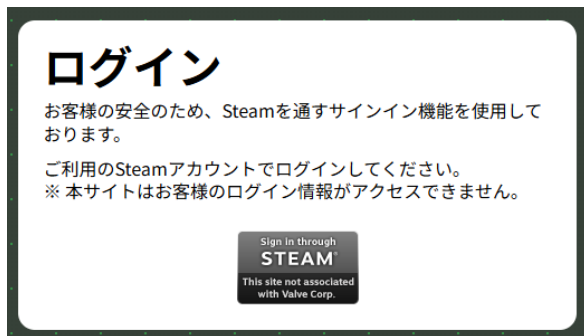 ログイン
お客様の安全のため、Steamを通すサインイン機能を使用して
おります。
ご利用のSteamアカウントでログインしてください。
※ 本サイトはお客様のログイン情報がアクセスできません。
Sign in through
STEAM
This site not associated
with Valve Corp.